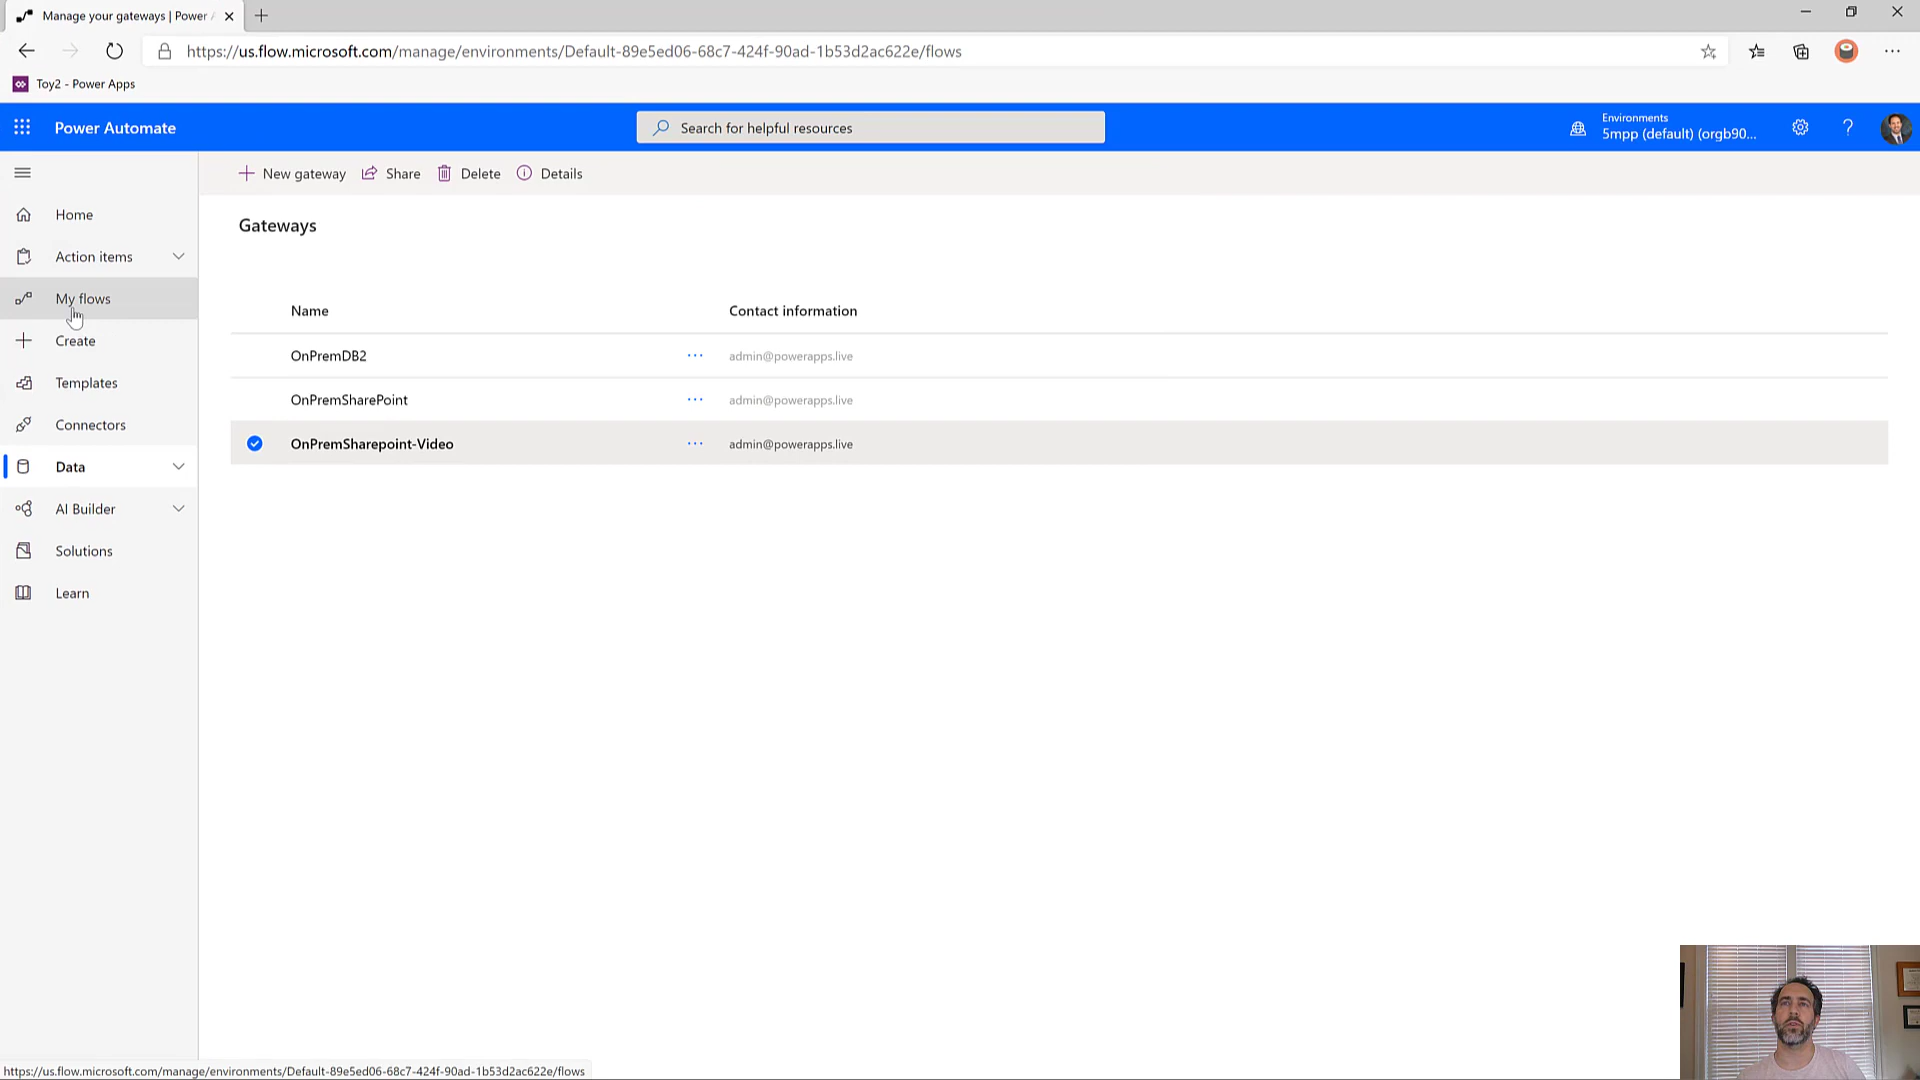 Manage your gateways | Power A
https://us.flow.microsoft.com/manage/environments/Default-89e5ed06-68c7-424f-90ad-1b53d2ac622e/flows
Toy2 - Power Apps
Power Automate
Search for helpful resources
Environments
5mpp (default) (orgb90...
New gateway
Share
Delete
Details
Home
Action items
My flows
Create
Templates
Connectors
Data
AI Builder
Solutions
Learn
Gateways
Name
Contact information
OnPremDB2
admin@powerapps.live
OnPremSharePoint
admin@powerapps.live
OnPremSharepoint-Video
admin@powerapps.live
https://us.flow.microsoft.com/manage/environments/Default-89e5ed06-68c7-424f-90ad-1b53d2ac622e/flows